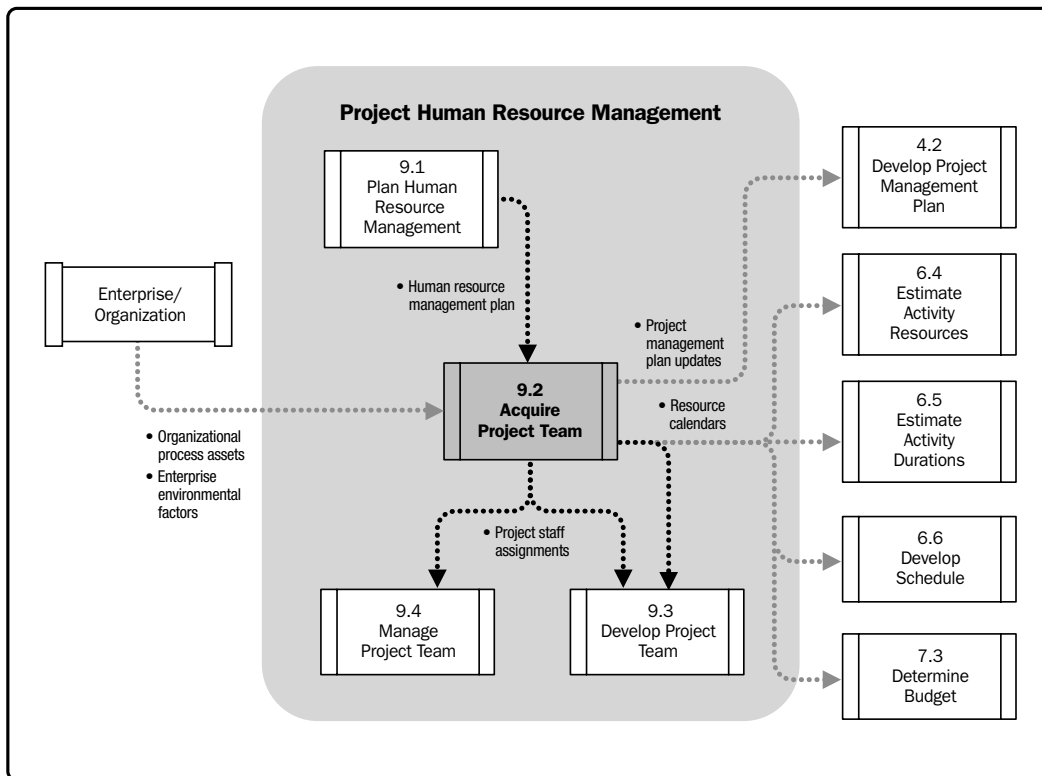 Project Human Resource Management
9.1
Plan Human
Resource
Management
4.2
Develop Project
Management
Plan
Enterprise/
Organization
• Human resource
management plan
6.4
Estimate
Activity
Resources
• Project
management
plan updates
9.2
Acquire
Project Team
• Resource
calendars
6.5
Estimate
Activity
Durations
• Organizational
process assets
• Enterprise
environmental
factors
• Project staff
assignments
6.6
Develop
Schedule
9.4
Manage
Project Team
9.3
Develop Project
Team
7.3
Determine
Budget